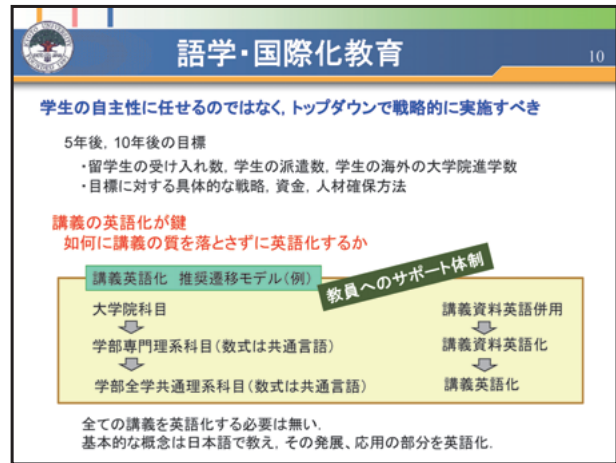 語学・国際化教育
10
学生の自主性に任せるのではなく,トップダウンで戦略的に実施すべき
5年後,10年後の目標
・留学生の受け入れ数,学生の派遣数,学生の海外の大学院進学数
・目標に対する具体的な戦略,資金,人材確保方法
講義の英語化が鍵
如何に講義の質を落とさずに英語化するか
講義英語化 推奨遷移モデル(例)
教員へのサポート体制
大学院科目
講義資料英語併用
学部専門理系科目(数式は共通言語)
講義資料英語化
学部全学共通理系科目(数式は共通言語)
講義英語化
全ての講義を英語化する必要は無い.
基本的な概念は日本語で教え,その発展、応用の部分を英語化.